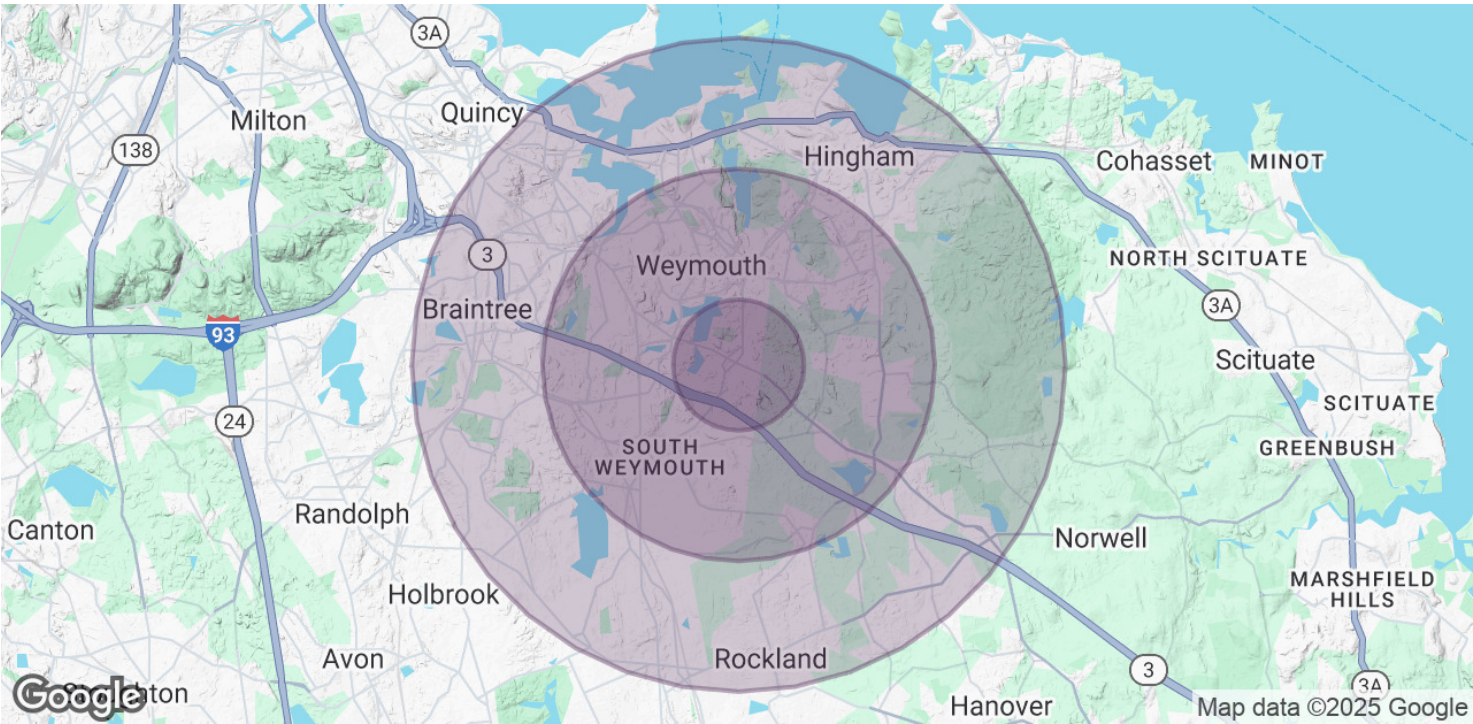 3A
Quincy
Milton
138
Hingham
Cohasset
MINOT
3
Weymouth
NORTH SCITUATE
Braintree
3A
93
Scituate
24
SCITUATE
SOUTH
WEYMOUTH
GREENBUSH
Randolph
Canton
Norwell
MARSHFIELD
HILLS
Holbrook
Avon
Rockland
3
3A
Google
Hanover
Map data ©2025 Google